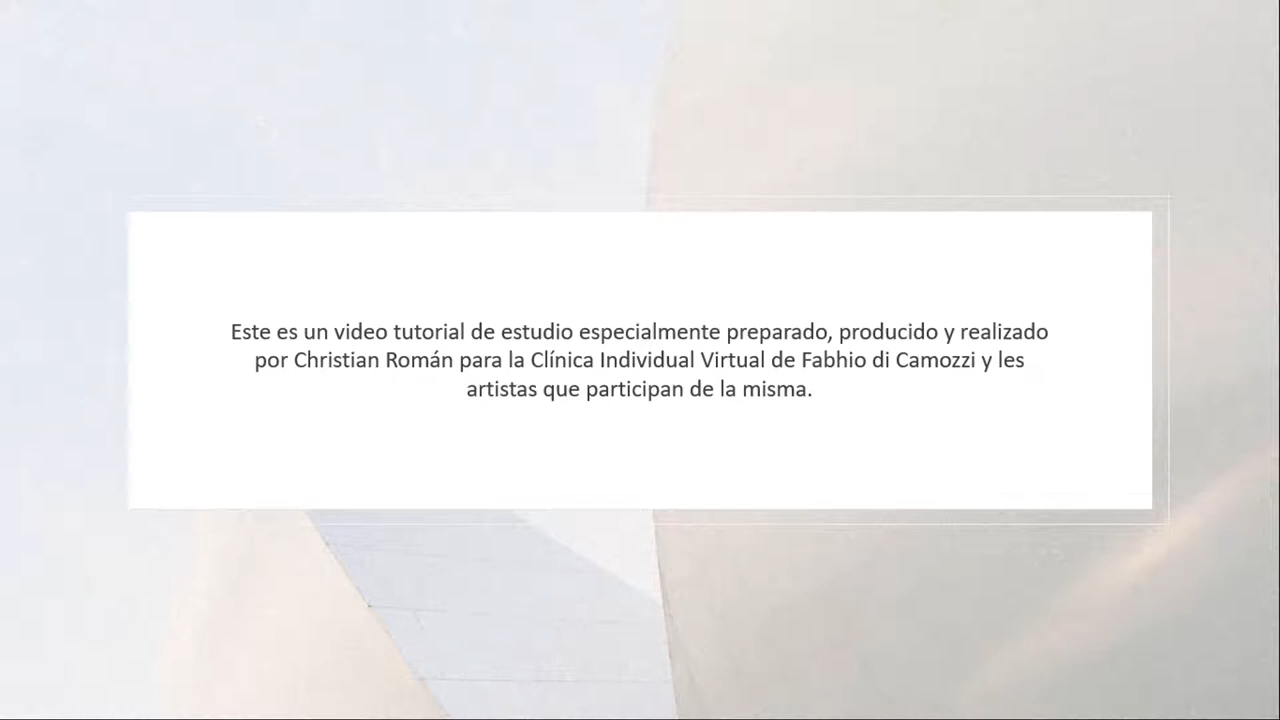 Este es un video tutorial de estudio especialmente preparado, producido y realizado
por Christian Román para la Clínica Individual Virtual de Fabhio di Camozzi y les
artistas que participan de la misma.